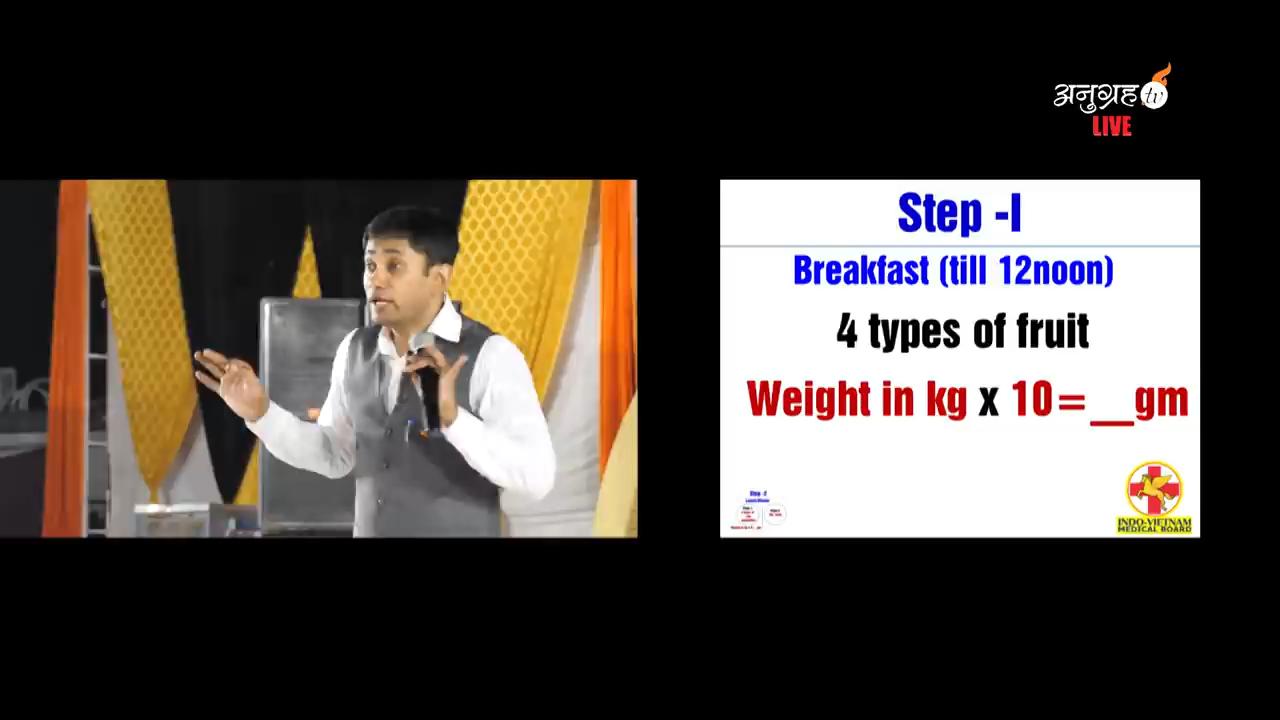 अनुग्रह tv
LIVE
Step -I
Breakfast (till 12noon)
4 types of fruit
Weight in kg x 10=__gm
INDO-VIETNAM
MEDICAL BOARD